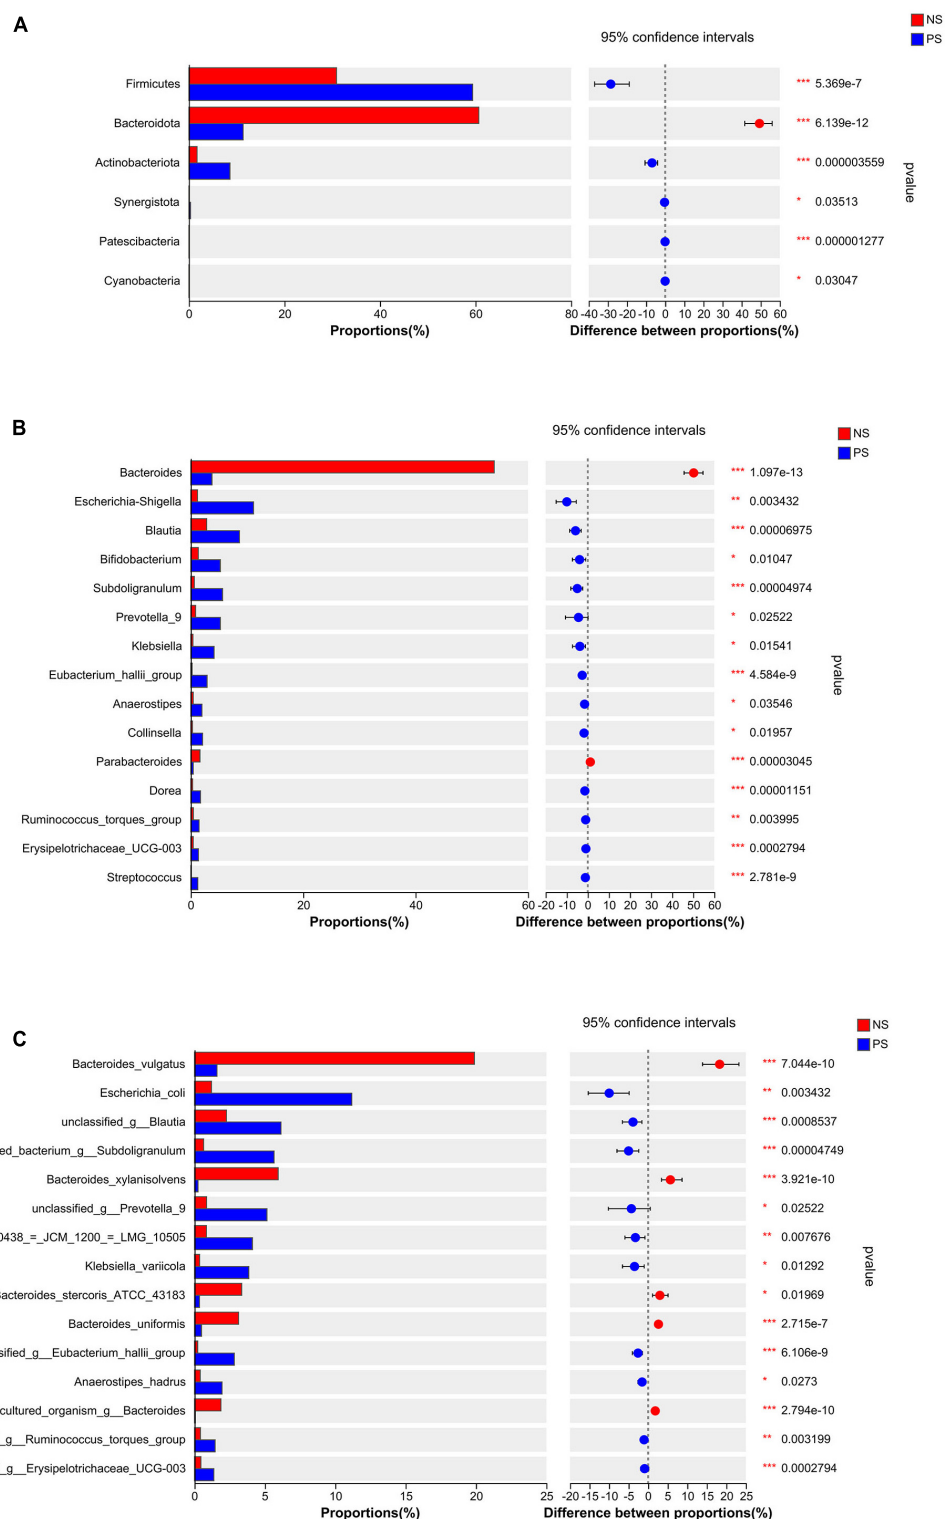 A
NS
PS
95% confidence intervals
Firmicutes *** 5.369e-7
Bacteroidota *** 6.139e-12
Actinobacteriota *** 0.000003559
Synergistota * 0.03513
Patescibacteria *** 0.000001277
Cyanobacteria * 0.03047
pvalue
0 20 40 60 80 -40 -30 -20 -10 0 10 20 30 40 50 60
Proportions(%) Difference between proportions(%)
B
NS
PS
95% confidence intervals
Bacteroides *** 1.097e-13
Escherichia-Shigella ** 0.003432
Blautia *** 0.00006975
Bifidobacterium * 0.01047
Subdoligranulum *** 0.00004974
Prevotella_9 * 0.02522
Klebsiella * 0.01541
Eubacterium_hallii_group *** 4.584e-9
Anaerostipes * 0.03546
Collinsella * 0.01957
Parabacteroides *** 0.00003045
Dorea *** 0.00001151
Ruminococcus_torques_group ** 0.003995
Erysipelotrichaceae_UCG-003 *** 0.0002794
Streptococcus *** 2.781e-9
pvalue
0 20 40 60 -20 -10 0 10 20 30 40 50 60
Proportions(%) Difference between proportions(%)
C
NS
PS
95% confidence intervals
Bacteroides_vulgatus *** 7.044e-10
Escherichia_coli ** 0.003432
unclassified_g__Blautia *** 0.0008537
ed_bacterium_g__Subdoligranulum *** 0.00004749
Bacteroides_xylanisolvens *** 3.921e-10
unclassified_g__Prevotella_9 * 0.02522
0438_=_JCM_1200_=_LMG_10505 ** 0.007676
Klebsiella_variicola * 0.01292
Bacteroides_stercoris_ATCC_43183 * 0.01969
Bacteroides_uniformis *** 2.715e-7
sified_g__Eubacterium_hallii_group *** 6.106e-9
Anaerostipes_hadrus * 0.0273
cultured_organism_g__Bacteroides *** 2.794e-10
_g__Ruminococcus_torques_group ** 0.003199
_g__Erysipelotrichaceae_UCG-003 *** 0.0002794
pvalue
0 5 10 15 20 25 -20 -15 -10 -5 0 5 10 15 20 25
Proportions(%) Difference between proportions(%)